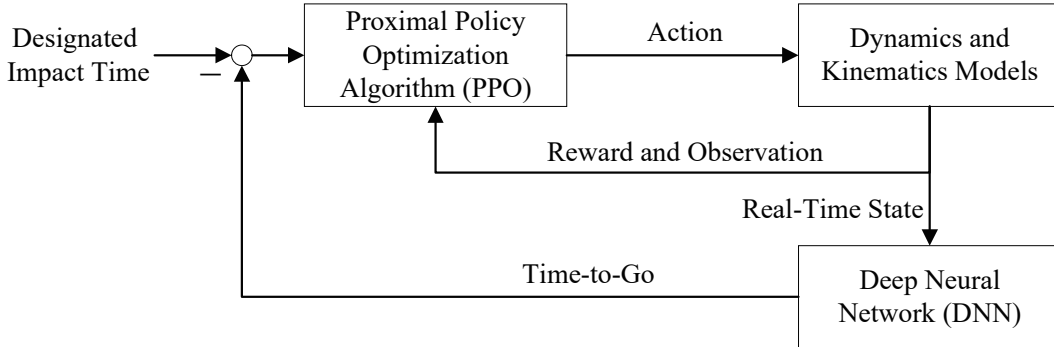 Designated
Impact Time
Proximal Policy
Optimization
Algorithm (PPO)
Action
Dynamics and
Kinematics Models
Reward and Observation
Real-Time State
Time-to-Go
Deep Neural
Network (DNN)